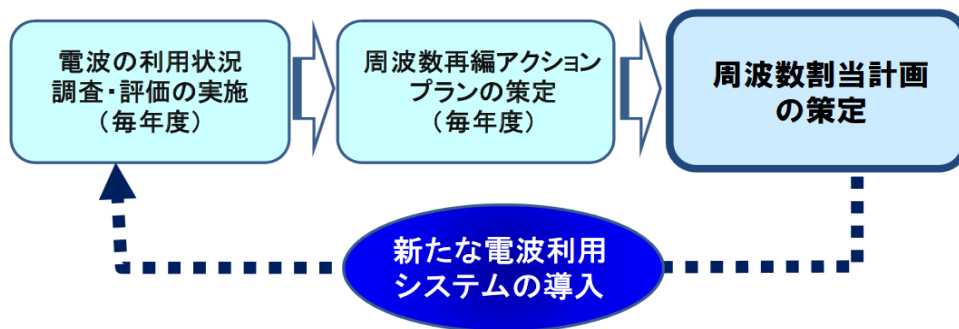 電波の利用状況
調査・評価の実施
（毎年度）
周波数再編アクション
プランの策定
（毎年度）
周波数割当計画
の策定
新たな電波利用
システムの導入